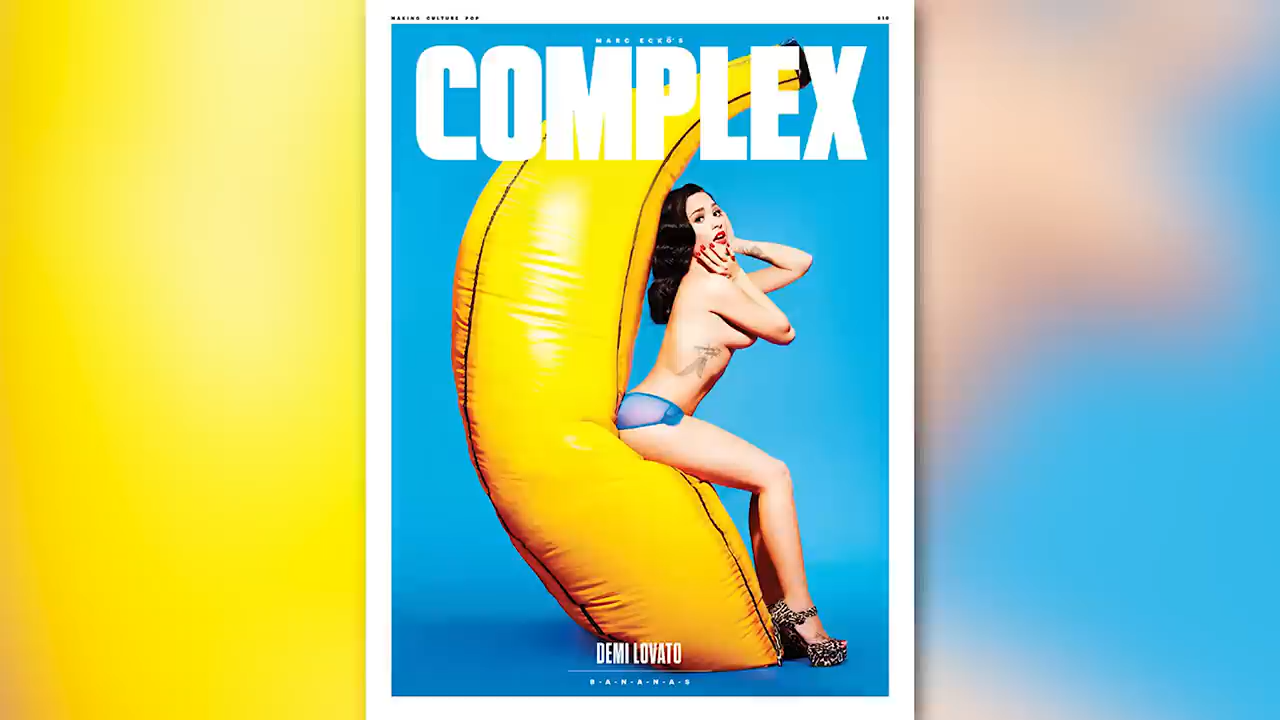 MAKING CULTURE POP
MARC ECKŌ'S
COMPLEX
DEMI LOVATO
B-A-N-A-N-A-S